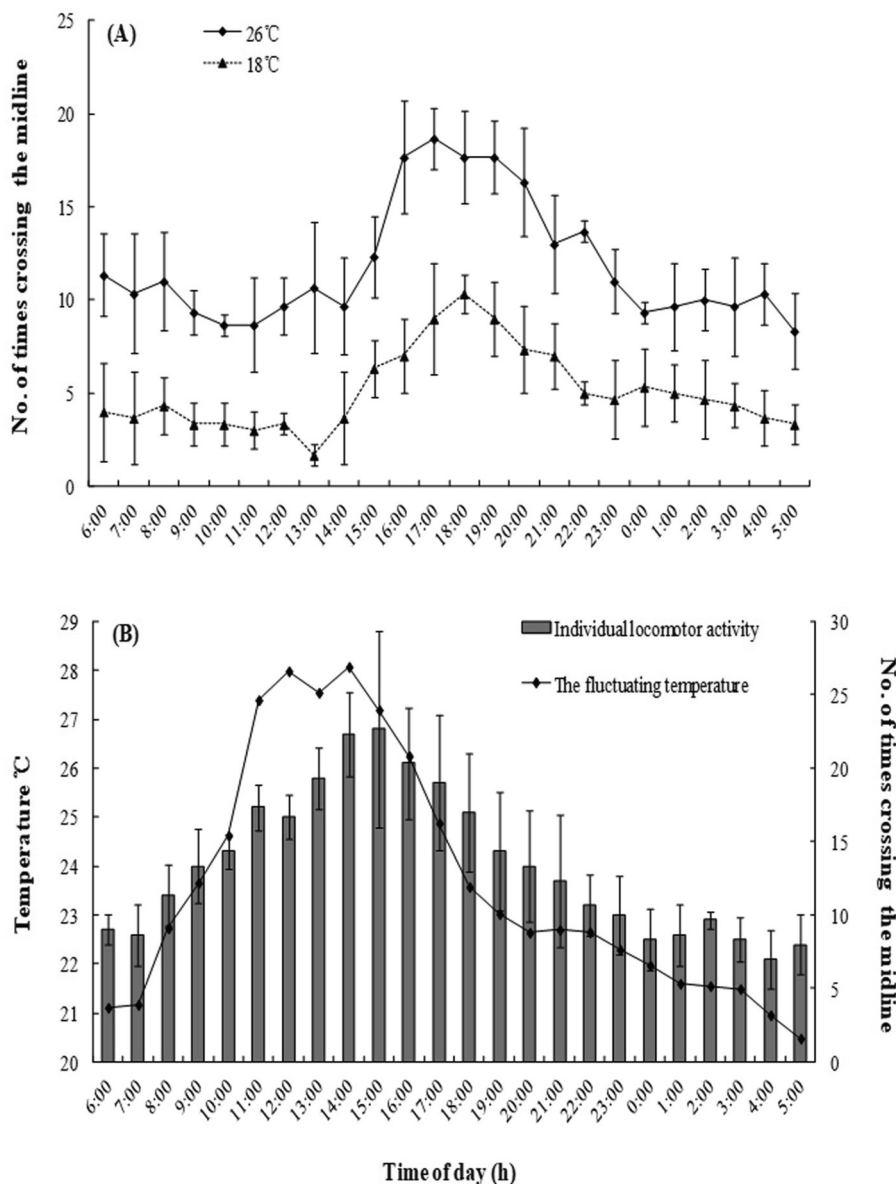 (A)
26℃
18℃
No. of times crossing the midline
25
20
15
10
5
0
6:00 7:00 8:00 9:00 10:00 11:00 12:00 13:00 14:00 15:00 16:00 17:00 18:00 19:00 20:00 21:00 22:00 23:00 0:00 1:00 2:00 3:00 4:00 5:00
(B)
Individual locomotor activity
The fluctuating temperature
Temperature ℃
29
28
27
26
25
24
23
22
21
20
30
25
20
15
10
5
0
No. of times crossing the midline
6:00 7:00 8:00 9:00 10:00 11:00 12:00 13:00 14:00 15:00 16:00 17:00 18:00 19:00 20:00 21:00 22:00 23:00 0:00 1:00 2:00 3:00 4:00 5:00
Time of day (h)